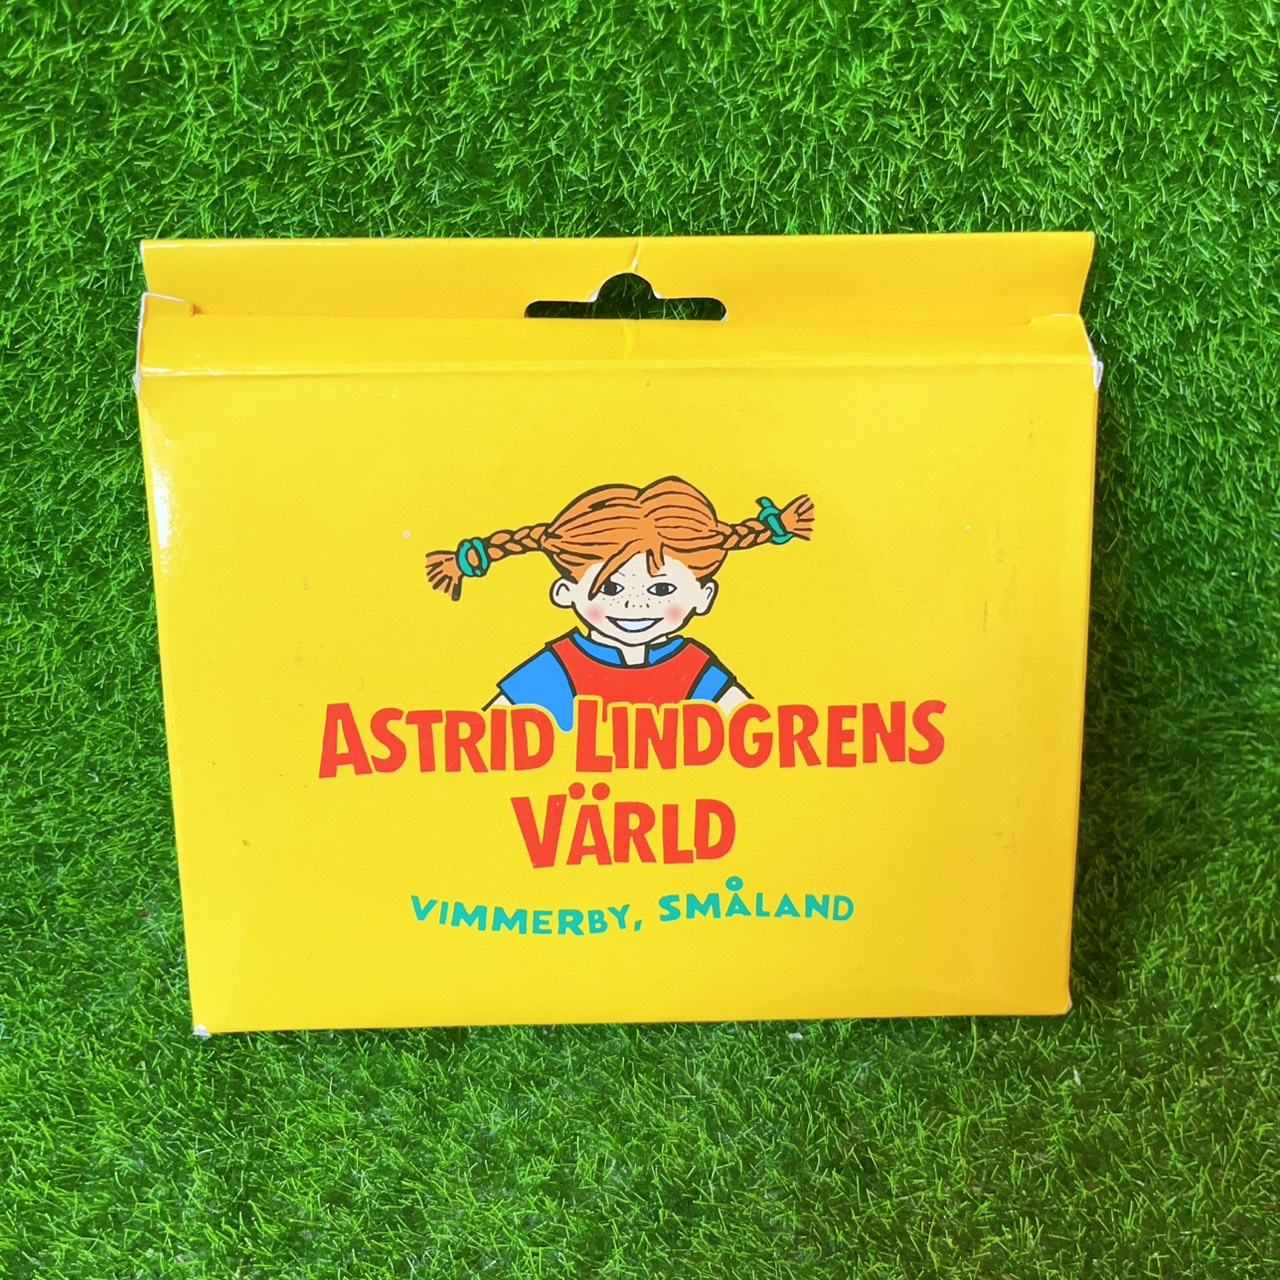 ASTRID LINDGRENS
VÄRLD
VIMMERBY, SMÅLAND